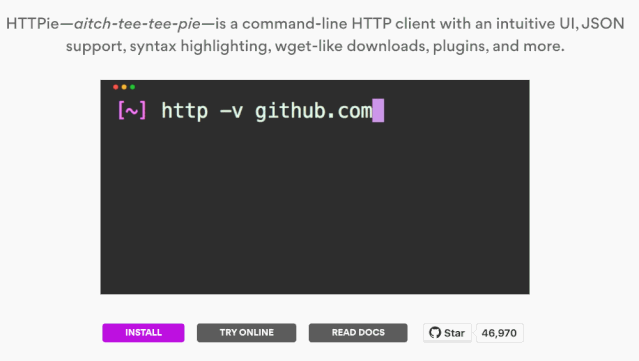 HTTPie—aitch-tee-tee-pie—is a command-line HTTP client with an intuitive UI, JSON
support, syntax highlighting, wget-like downloads, plugins, and more.
[~] http -v github.com
INSTALL TRY ONLINE READ DOCS Star 46,970